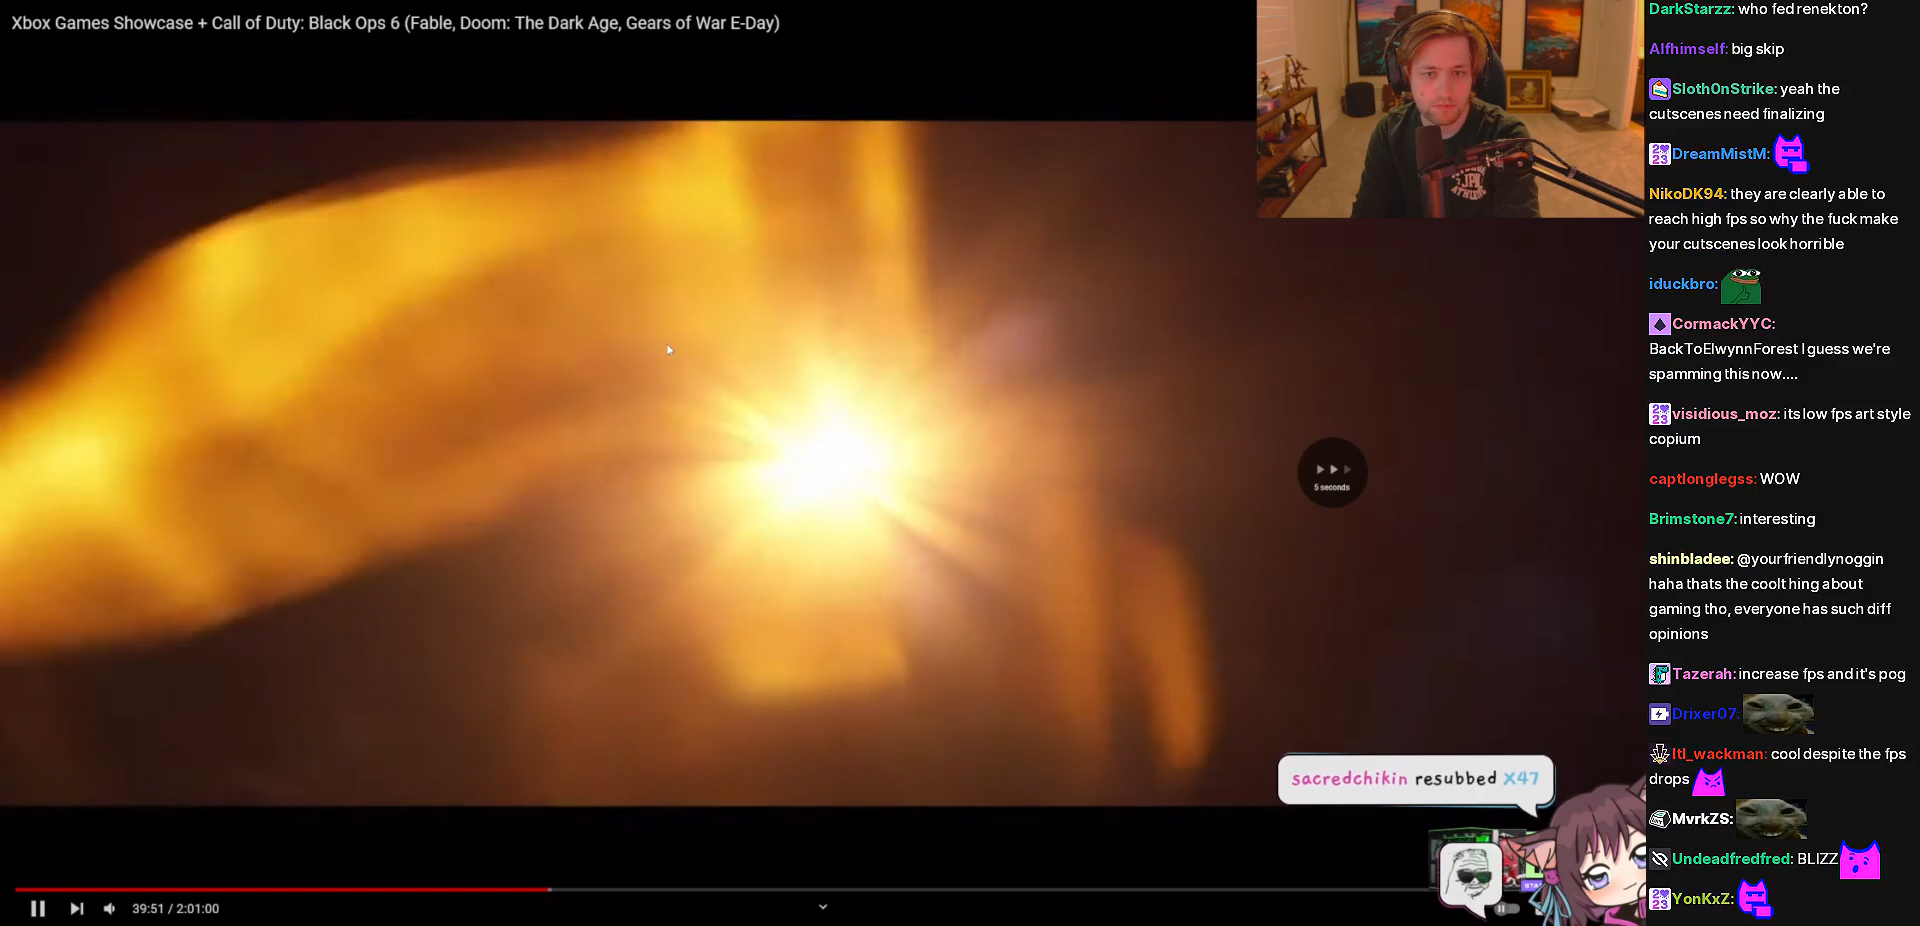 Xbox Games Showcase + Call of Duty: Black Ops 6 (Fable, Doom: The Dark Age, Gears of War E-Day)
5 seconds
sacredchikin resubbed X47
39:51 / 2:01:00
DarkStarzz: who fed renekton?
Alfhimself: big skip
Sloth0nStrike: yeah the
cutscenes need finalizing
DreamMistM:
NikoDK94: they are clearly able to
reach high fps so why the fuck make
your cutscenes look horrible
iduckbro:
CormackYYC:
BackToElwynnForest I guess we're
spamming this now....
visidious_moz: its low fps art style
copium
captlonglegss: WOW
Brimstone7: interesting
shinbladee: @yourfriendlynoggin
haha thats the coolt hing about
gaming tho, everyone has such diff
opinions
Tazerah: increase fps and it's pog
Drixer07:
ltl_wackman: cool despite the fps
drops
MvrkZS:
Undeadfredfred: BLIZZ
YonKxZ: